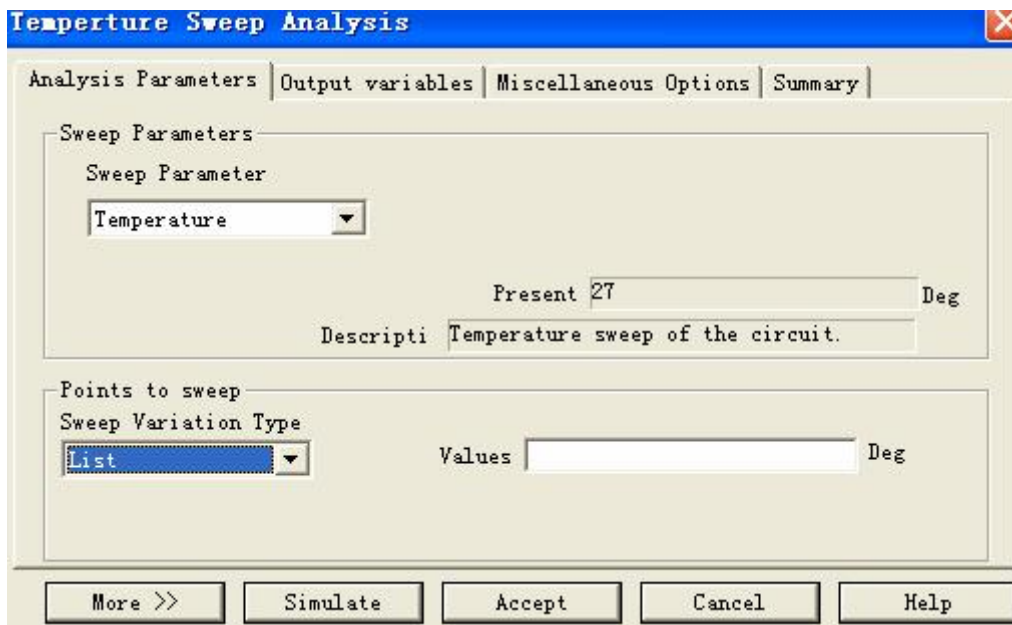 Temperture Sweep Analysis
Analysis Parameters Output variables Miscellaneous Options Summary
Sweep Parameters
Sweep Parameter
Temperature
Present 27 Deg
Descripti Temperature sweep of the circuit.
Points to sweep
Sweep Variation Type
List Values Deg
More >> Simulate Accept Cancel Help